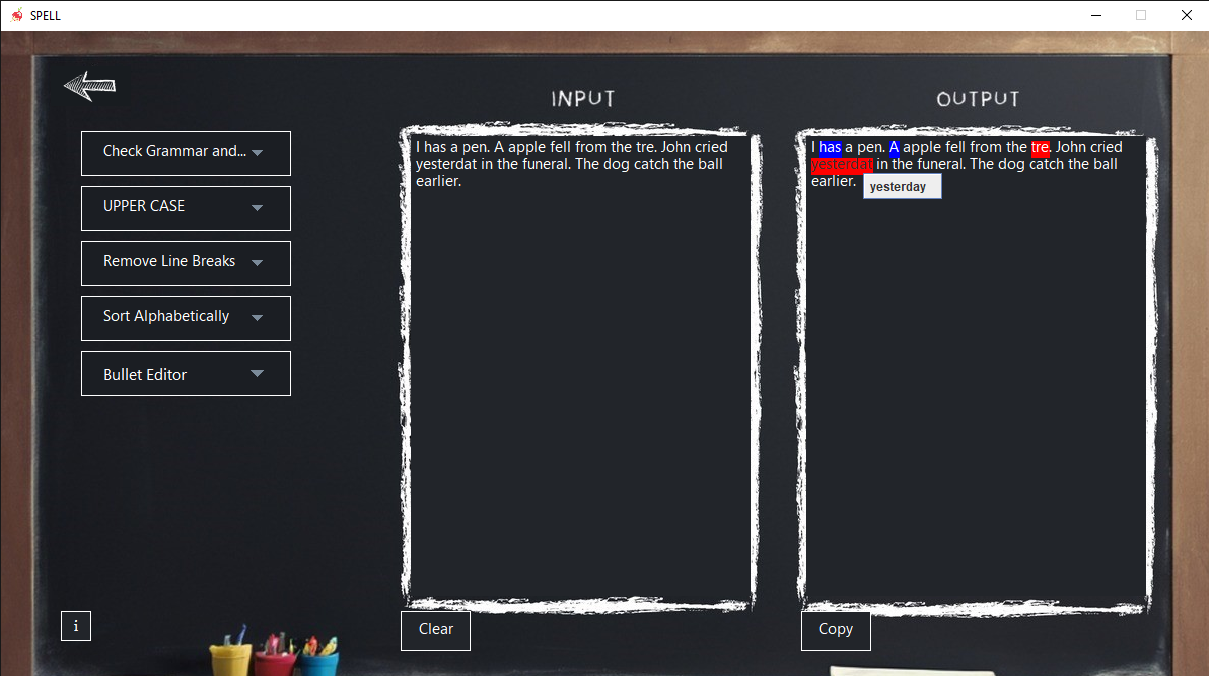 SPELL
INPUT
OUTPUT
Check Grammar and...
UPPER CASE
Remove Line Breaks
Sort Alphabetically
Bullet Editor
I has a pen. A apple fell from the tre. John cried
yesterdat in the funeral. The dog catch the ball
earlier.
I has a pen. A apple fell from the tre. John cried
yesterdat in the funeral. The dog catch the ball
earlier.
yesterday
i
Clear
Copy